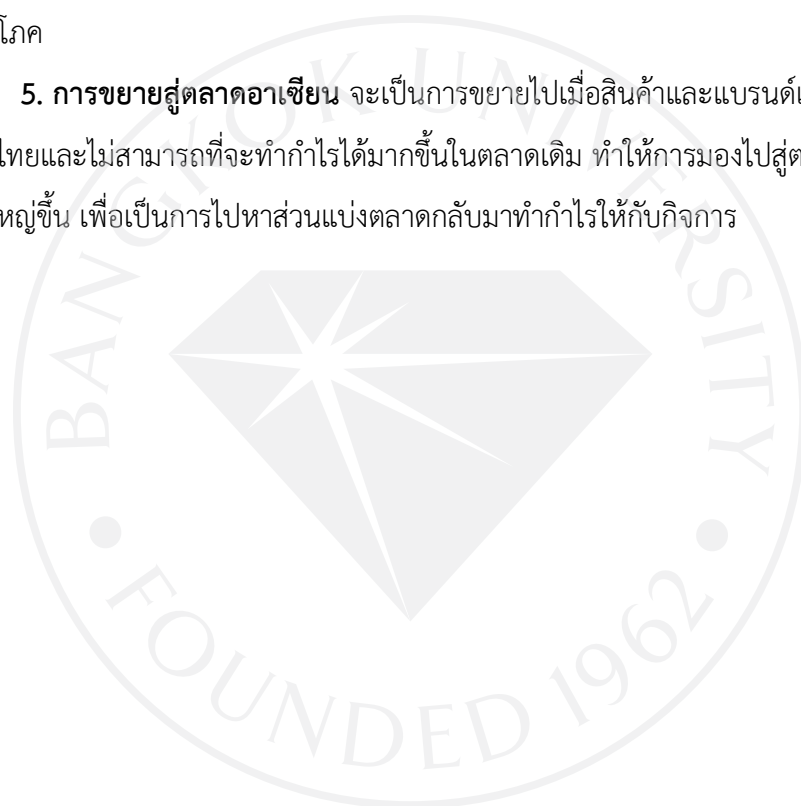 โภค
5. การขยายสู่ตลาดอาเซียน จะเป็นการขยายไปเมื่อสินค้าและแบรนด์เ
ไทยและไม่สามารถที่จะทำกำไรได้มากขึ้นในตลาดเดิม ทำให้การมองไปสู่ต
หญ่ขึ้น เพื่อเป็นการไปหาส่วนแบ่งตลาดกลับมาทำกำไรให้กับกิจการ
BANGKOK UNIVERSITY
FOUNDED 1962